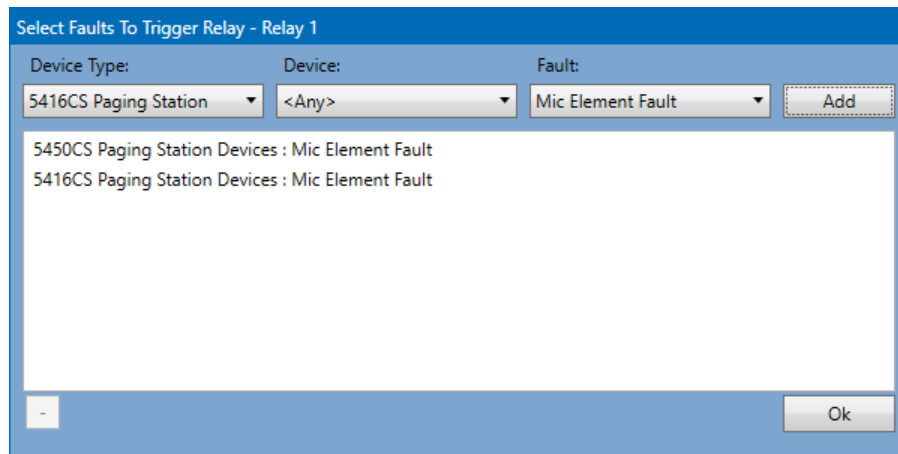 Select Faults To Trigger Relay - Relay 1
Device Type: Device: Fault:
5416CS Paging Station <Any> Mic Element Fault Add
5450CS Paging Station Devices : Mic Element Fault
5416CS Paging Station Devices : Mic Element Fault
- Ok